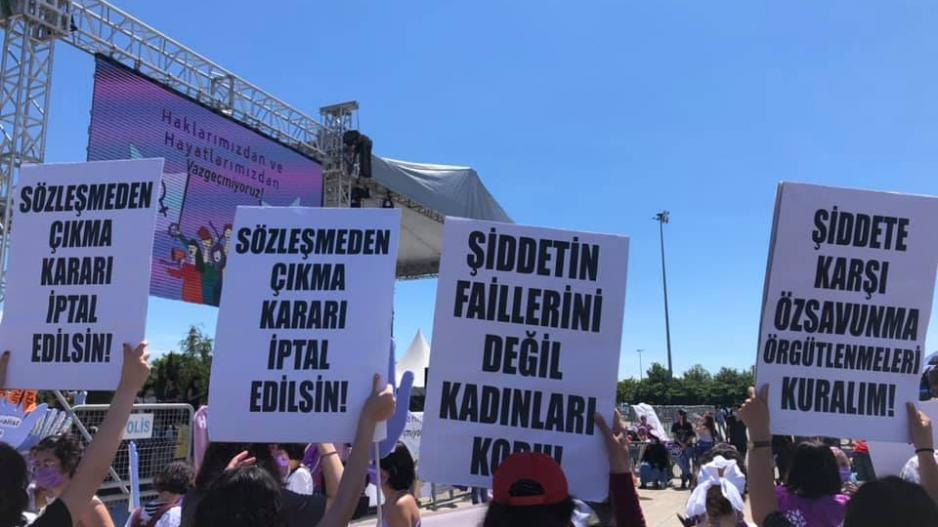 Haklarımızdan ve
Hayatlarımızdan
Vazgeçmiyoruz!
SÖZLEŞMEDEN
ÇIKMA
KARARI
İPTAL
EDİLSİN!
SÖZLEŞMEDEN
ÇIKMA
KARARI
İPTAL
EDİLSİN!
ŞİDDETİN
FAİLLERİNİ
DEĞİL
KADINLARI
KORU!
ŞİDDETE
KARŞI
ÖZSAVUNMA
ÖRGÜTLENMELERİ
KURALIM!
POLİS